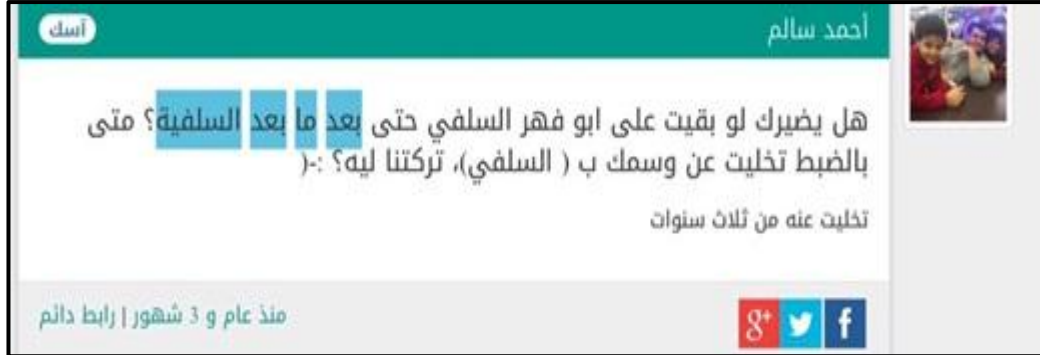 أحمد سالم
آسك
هل يضيرك لو بقيت على ابو فهر السلفي حتى بعد ما بعد السلفية؟ متى
بالضبط تخليت عن وسمك ب ( السلفي)، تركتنا ليه؟ :-(
تخليت عنه من ثلاث سنوات
منذ عام و 3 شهور | رابط دائم